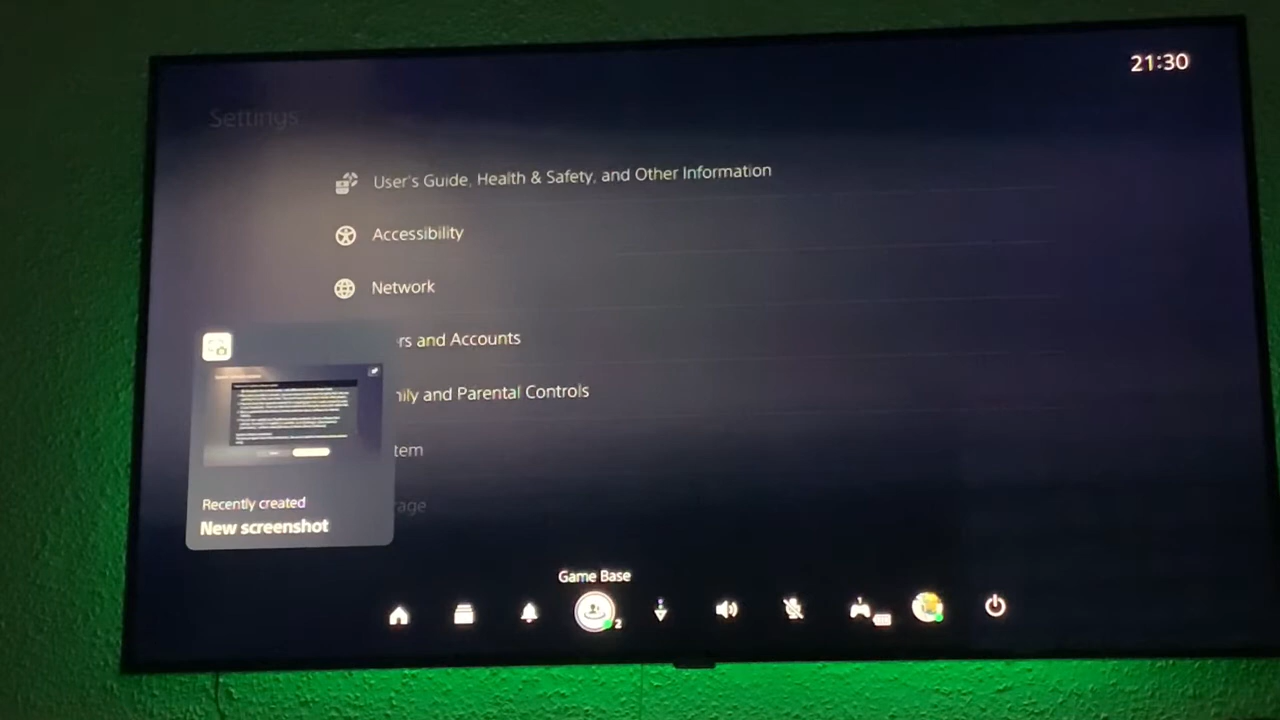 21:30
Settings
User's Guide, Health & Safety, and Other Information
Accessibility
Network
rs and Accounts
ily and Parental Controls
tem
rage
Recently created
New screenshot
Game Base
2